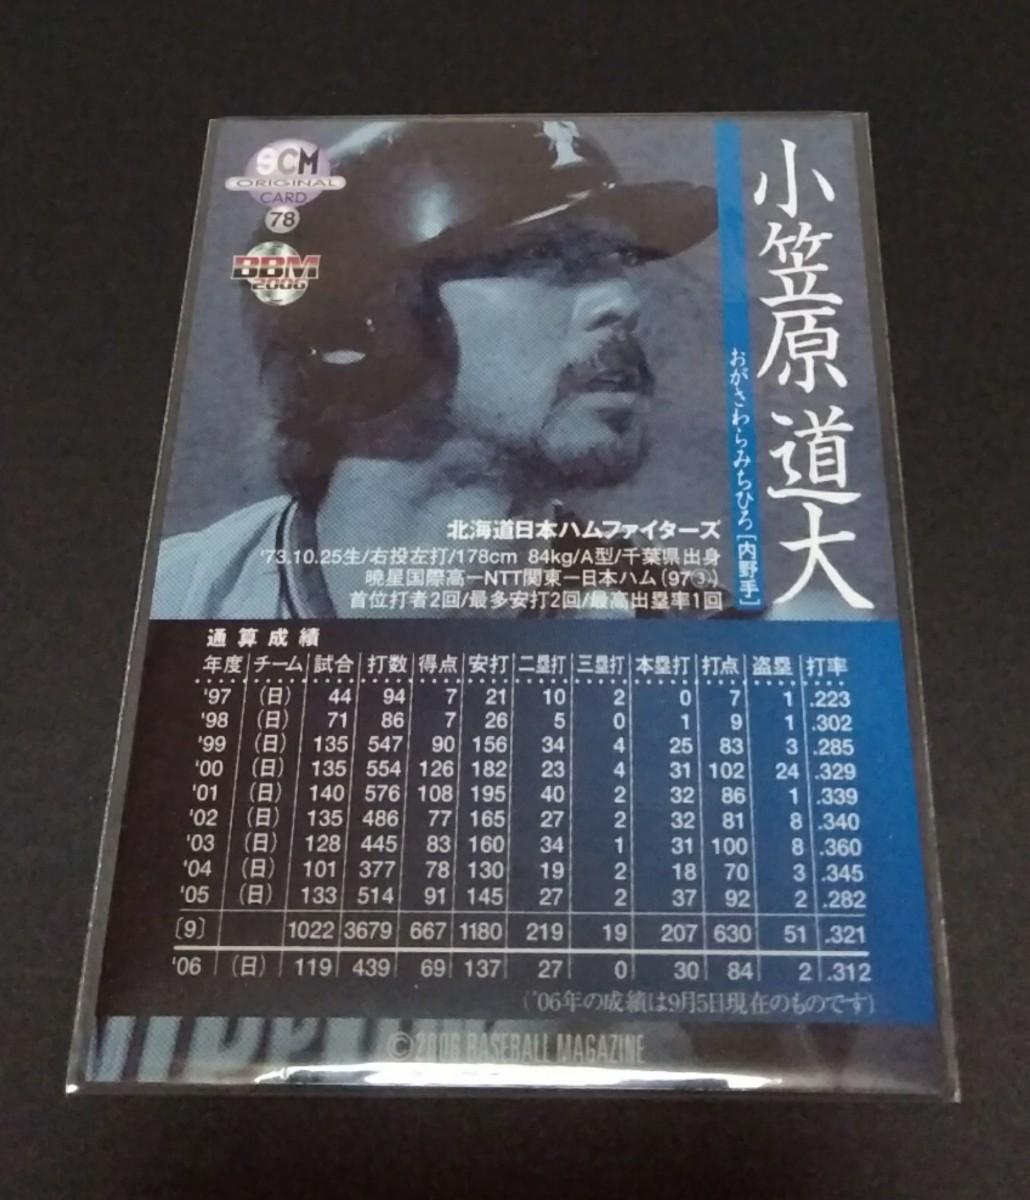 SCM
ORIGINAL
CARD
78
BBM
2006
小笠原道大
おがさわらみちひろ［内野手］
北海道日本ハムファイターズ
'73.10.25生/右投左打/178cm 84kg/A型/千葉県出身
暁星国際高ーNTT関東ー日本ハム（97③）
首位打者2回/最多安打2回/最高出塁率1回
通算成績
年度 チーム 試合 打数 得点 安打 二塁打 三塁打 本塁打 打点 盗塁 打率
'97 （日） 44 94 7 21 10 2 0 7 1 .223
'98 （日） 71 86 7 26 5 0 1 9 1 .302
'99 （日） 135 547 90 156 34 4 25 83 3 .285
'00 （日） 135 554 126 182 23 4 31 102 24 .329
'01 （日） 140 576 108 195 40 2 32 86 1 .339
'02 （日） 135 486 77 165 27 2 32 81 8 .340
'03 （日） 128 445 83 160 34 1 31 100 8 .360
'04 （日） 101 377 78 130 19 2 18 70 3 .345
'05 （日） 133 514 91 145 27 2 37 92 2 .282
〔9〕 1022 3679 667 1180 219 19 207 630 51 .321
'06 （日） 119 439 69 137 27 0 30 84 2 .312
（'06年の成績は9月5日現在のものです）
©2006 BASEBALL MAGAZINE